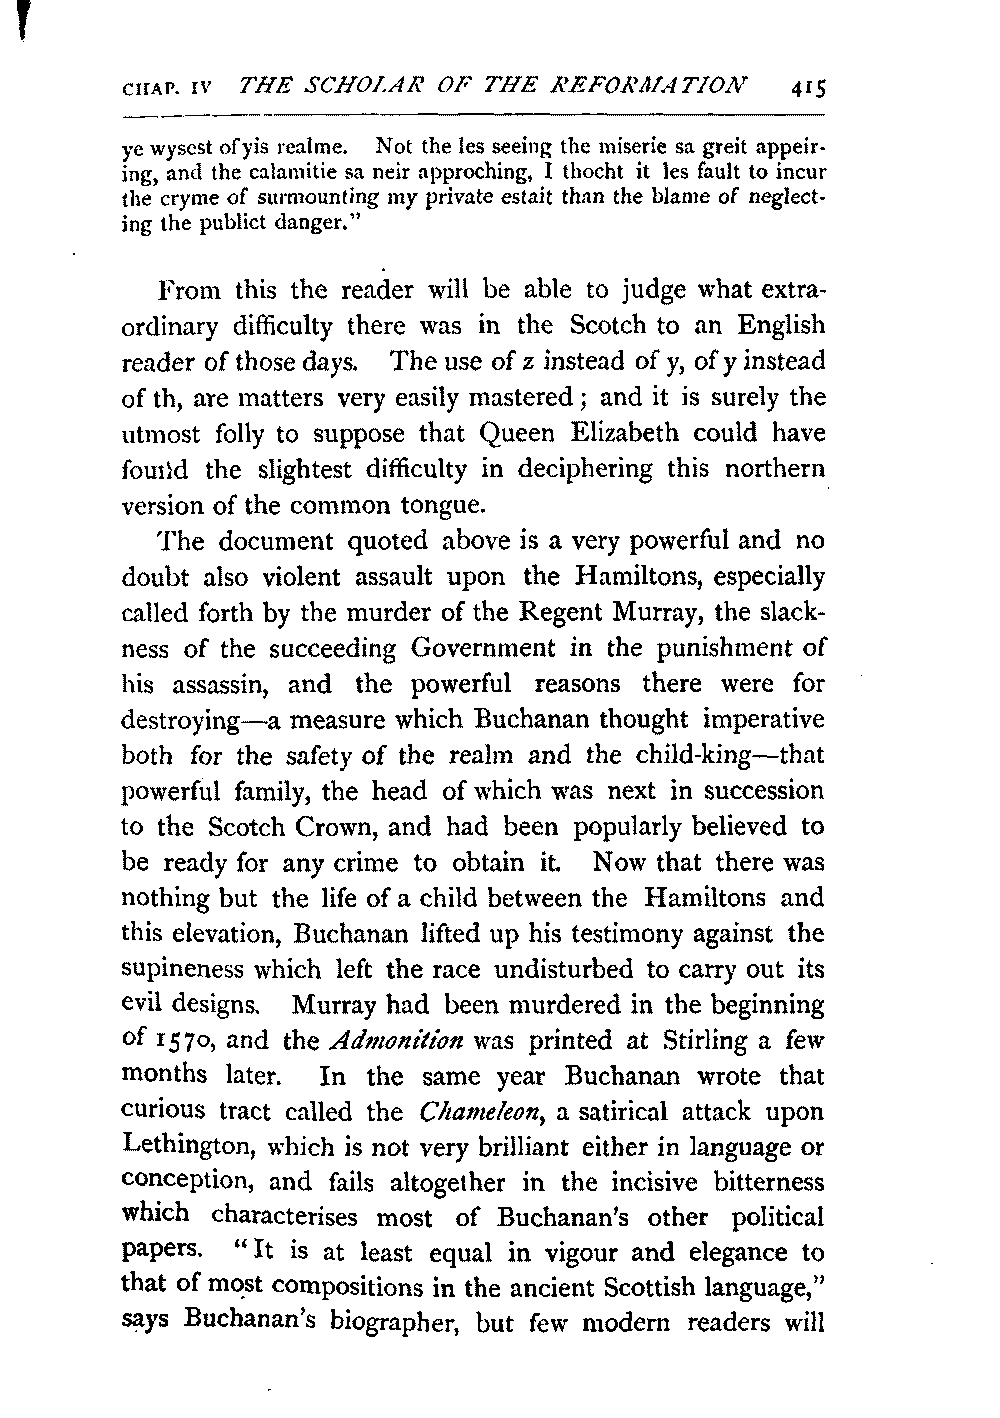 CHAP. IV THE SCHOLAR OF THE REFORMATION 415
ye wysest of yis realme. Not the les seeing the miserie sa greit appeir-
ing, and the calamitie sa neir approching, I thocht it les fault to incur
the cryme of surmounting my private estait than the blame of neglect-
ing the publict danger."
From this the reader will be able to judge what extra-
ordinary difficulty there was in the Scotch to an English
reader of those days. The use of z instead of y, of y instead
of th, are matters very easily mastered; and it is surely the
utmost folly to suppose that Queen Elizabeth could have
found the slightest difficulty in deciphering this northern
version of the common tongue.
The document quoted above is a very powerful and no
doubt also violent assault upon the Hamiltons, especially
called forth by the murder of the Regent Murray, the slack-
ness of the succeeding Government in the punishment of
his assassin, and the powerful reasons there were for
destroying—a measure which Buchanan thought imperative
both for the safety of the realm and the child-king—that
powerful family, the head of which was next in succession
to the Scotch Crown, and had been popularly believed to
be ready for any crime to obtain it. Now that there was
nothing but the life of a child between the Hamiltons and
this elevation, Buchanan lifted up his testimony against the
supineness which left the race undisturbed to carry out its
evil designs. Murray had been murdered in the beginning
of 1570, and the Admonition was printed at Stirling a few
months later. In the same year Buchanan wrote that
curious tract called the Chameleon, a satirical attack upon
Lethington, which is not very brilliant either in language or
conception, and fails altogether in the incisive bitterness
which characterises most of Buchanan's other political
papers. "It is at least equal in vigour and elegance to
that of most compositions in the ancient Scottish language,"
says Buchanan's biographer, but few modern readers will